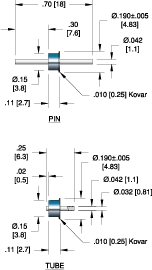 .70 [18]
.30
[7.6]
Ø.190±.005
[4.83]
Ø.042
[1.1]
Ø.15
[3.8]
.11 [2.7]
.010 [0.25] Kovar
PIN
.25
[6.3]
.02
[0.5]
Ø.190±.005
[4.83]
Ø.042 [1.1]
Ø.032 [0.81]
Ø.15
[3.8]
.11 [2.7]
.010 [0.25] Kovar
TUBE